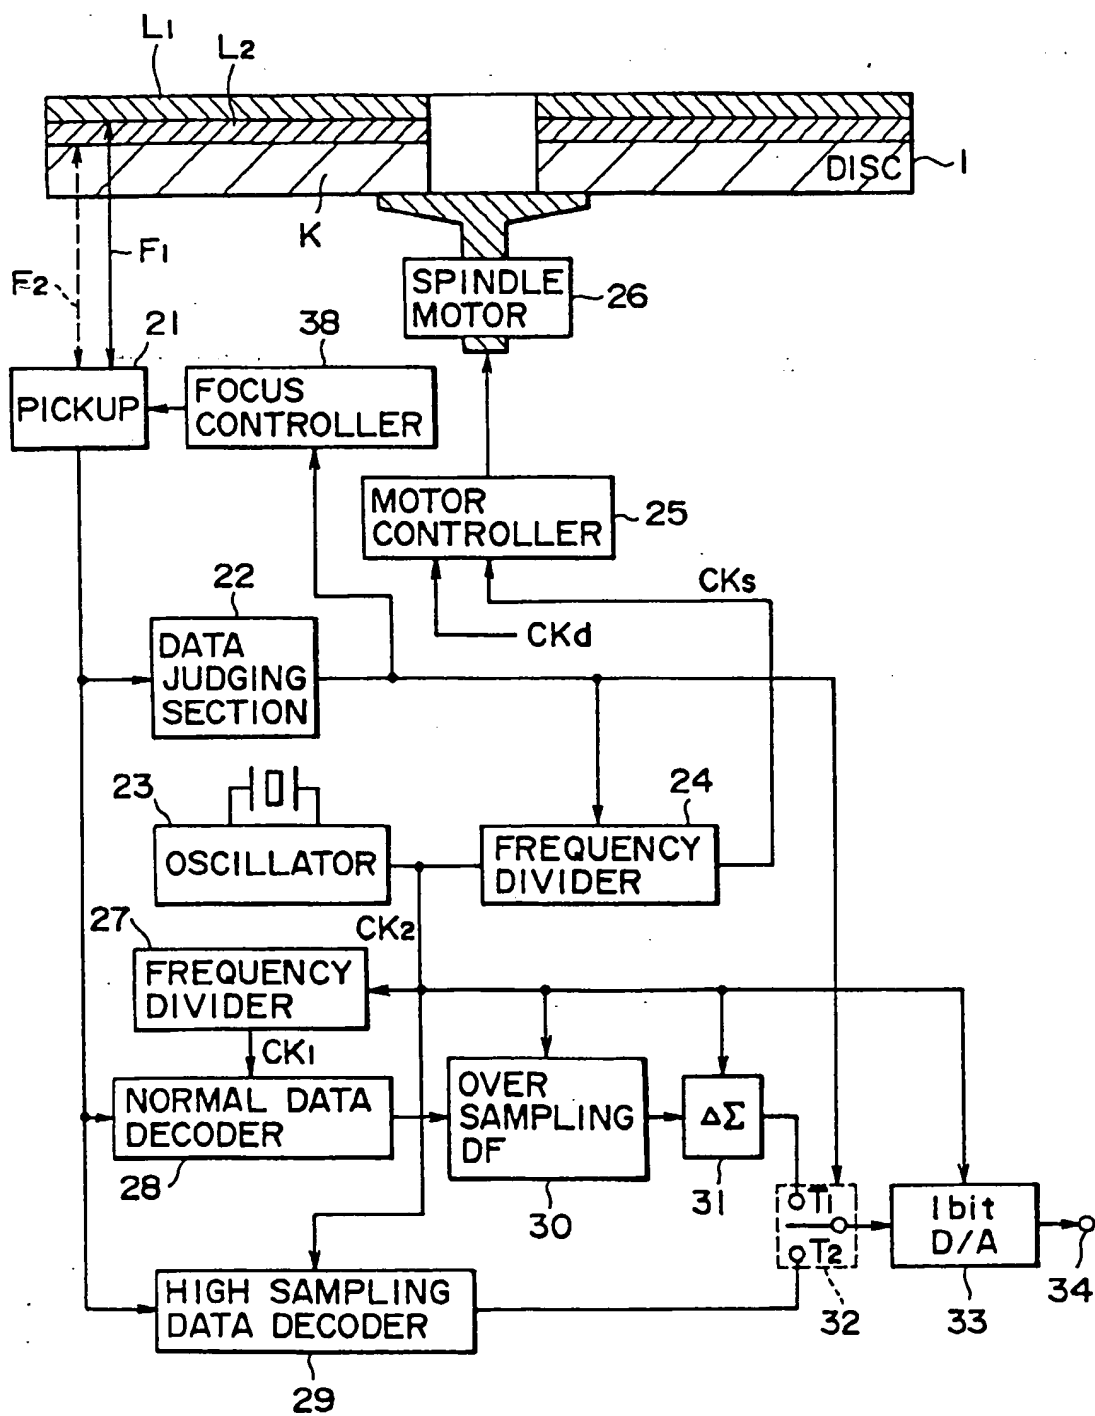 L1
L2
DISC
1
K
F1
F2
SPINDLE
MOTOR
26
21
38
PICKUP
FOCUS
CONTROLLER
MOTOR
CONTROLLER
25
22
CKs
CKd
DATA
JUDGING
SECTION
23
24
OSCILLATOR
FREQUENCY
DIVIDER
27
CK2
FREQUENCY
DIVIDER
CK1
NORMAL DATA
DECODER
28
OVER
SAMPLING
DF
30
ΔΣ
31
T1
T2
32
1bit
D/A
33
34
HIGH SAMPLING
DATA DECODER
29